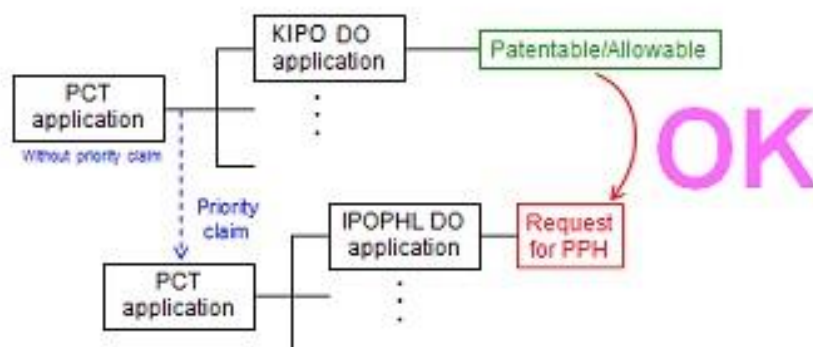 KIPO DO
application
Patentable/Allowable
PCT
application
Without priority claim
OK
Priority
claim
IPOPHL DO
application
Request
for PPH
PCT
application